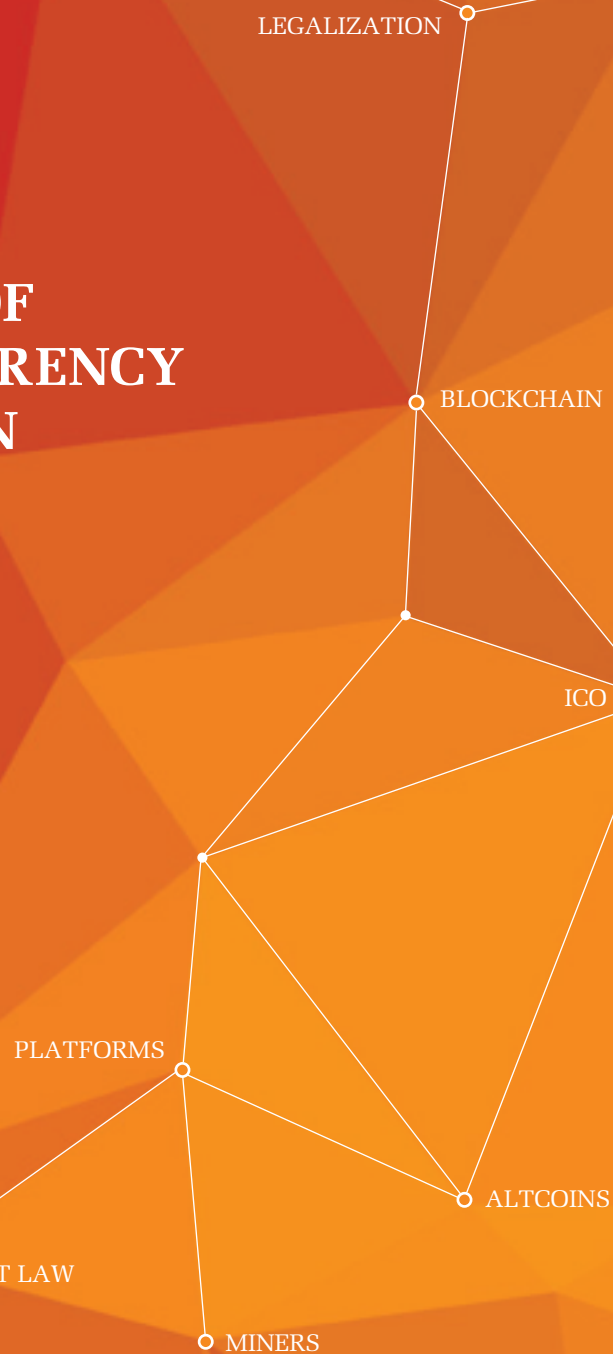 LEGALIZATION
OF
RENCY
N
BLOCKCHAIN
ICO
PLATFORMS
ALTCOINS
T LAW
MINERS